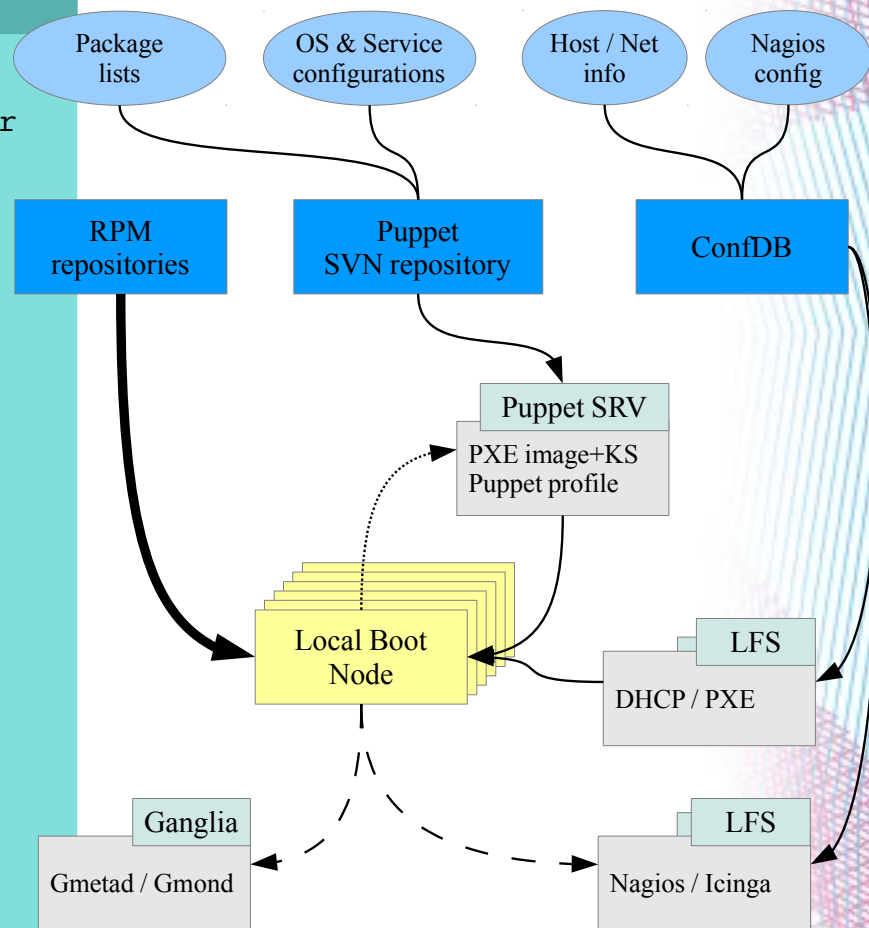 Package
lists
OS & Service
configurations
Host / Net
info
Nagios
config
r
RPM
repositories
Puppet
SVN repository
ConfDB
Puppet SRV
PXE image+KS
Puppet profile
Local Boot
Node
LFS
DHCP / PXE
Ganglia
Gmetad / Gmond
LFS
Nagios / Icinga